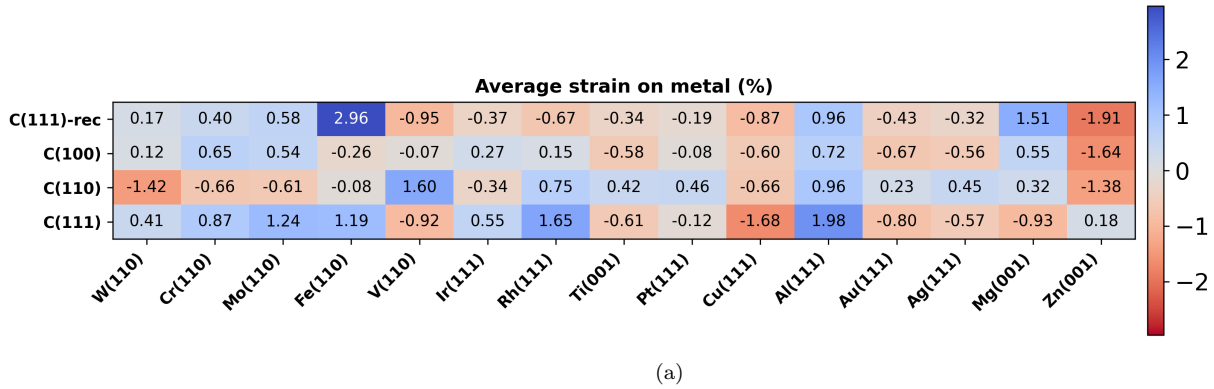 Average strain on metal (%)
C(111)-rec 0.17 0.40 0.58 2.96 -0.95 -0.37 -0.67 -0.34 -0.19 -0.87 0.96 -0.43 -0.32 1.51 -1.91
C(100) 0.12 0.65 0.54 -0.26 -0.07 0.27 0.15 -0.58 -0.08 -0.60 0.72 -0.67 -0.56 0.55 -1.64
C(110) -1.42 -0.66 -0.61 -0.08 1.60 -0.34 0.75 0.42 0.46 -0.66 0.96 0.23 0.45 0.32 -1.38
C(111) 0.41 0.87 1.24 1.19 -0.92 0.55 1.65 -0.61 -0.12 -1.68 1.98 -0.80 -0.57 -0.93 0.18
W(110) Cr(110) Mo(110) Fe(110) V(110) Ir(111) Rh(111) Ti(001) Pt(111) Cu(111) Al(111) Au(111) Ag(111) Mg(001) Zn(001)
2
1
0
−1
−2
(a)